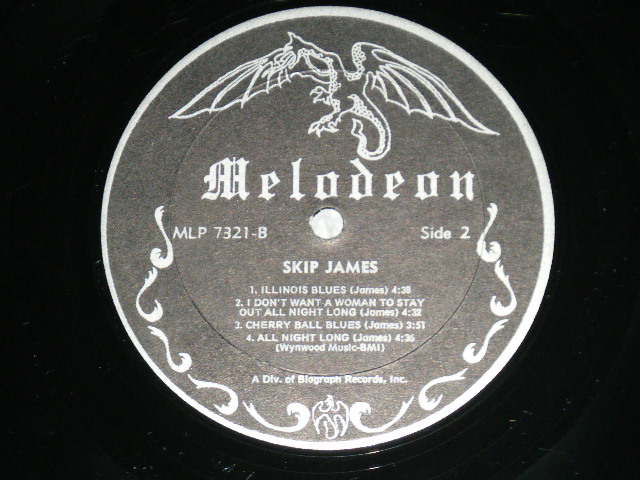 Melodeon
MLP 7321-B
Side 2
SKIP JAMES
1. ILLINOIS BLUES (James) 4:38
2. I DON'T WANT A WOMAN TO STAY
OUT ALL NIGHT LONG (James) 4:32
3. CHERRY BALL BLUES (James) 3:51
4. ALL NIGHT LONG (James) 4:36
(Wynwood Music-BMI)
A Div. of Biograph Records, Inc.